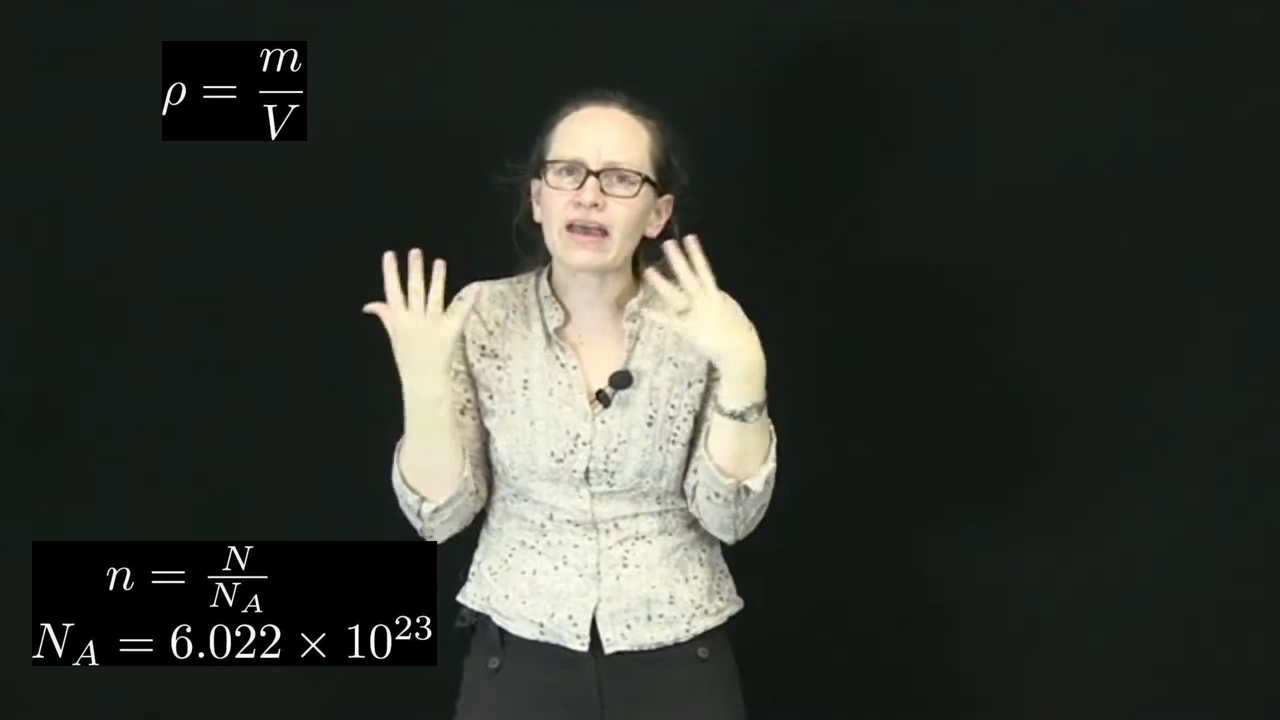 ρ = m/V
n = N/N_A
N_A = 6.022 × 10^23